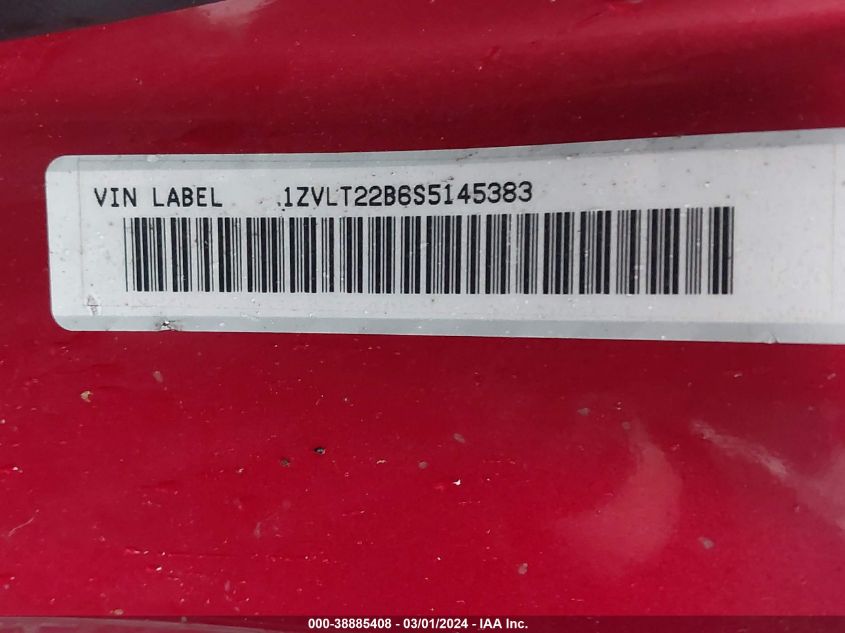 VIN LABEL 1ZVLT22B6S5145383
000-38885408 - 03/01/2024 - IAA Inc.